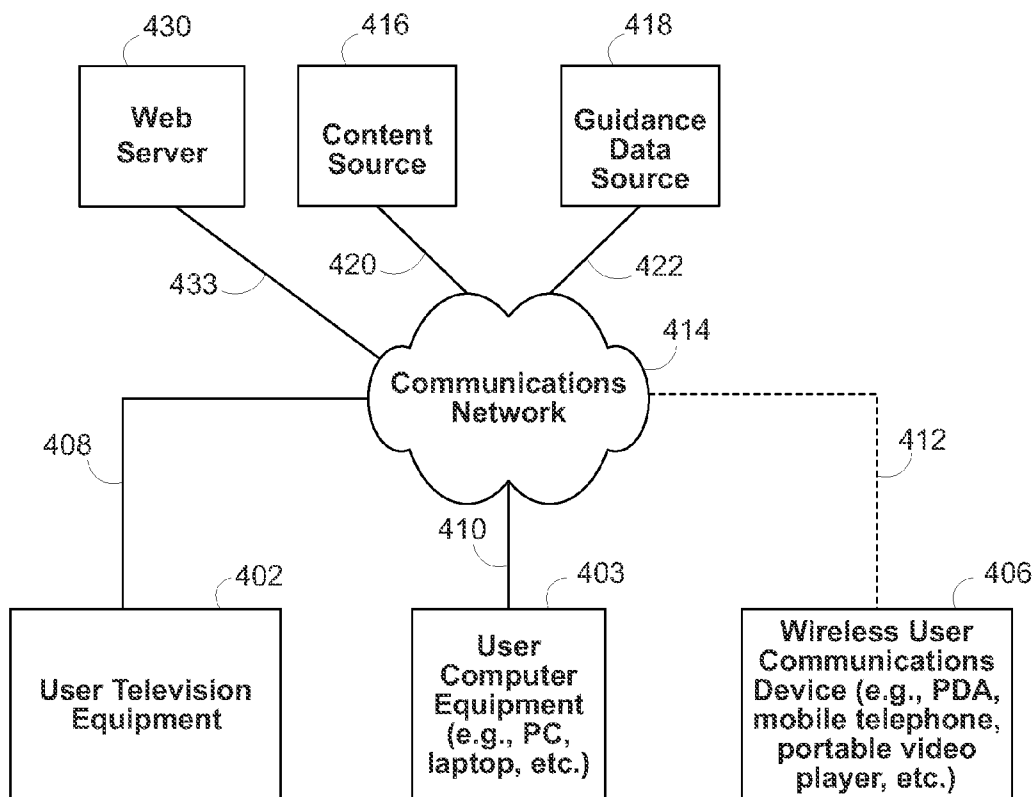 430
416
418
Web
Server
Content
Source
Guidance
Data
Source
433
420
422
414
Communications
Network
408
412
410
402
403
406
User Television
Equipment
User
Computer
Equipment
(e.g., PC,
laptop, etc.)
Wireless User
Communications
Device (e.g., PDA,
mobile telephone,
portable video
player, etc.)